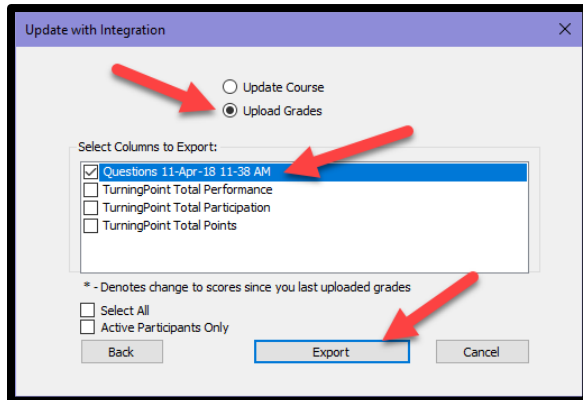 Update with Integration
Update Course
Upload Grades
Select Columns to Export:
Questions 11-Apr-18 11-38 AM
TurningPoint Total Performance
TurningPoint Total Participation
TurningPoint Total Points
* - Denotes change to scores since you last uploaded grades
Select All
Active Participants Only
Back Export Cancel